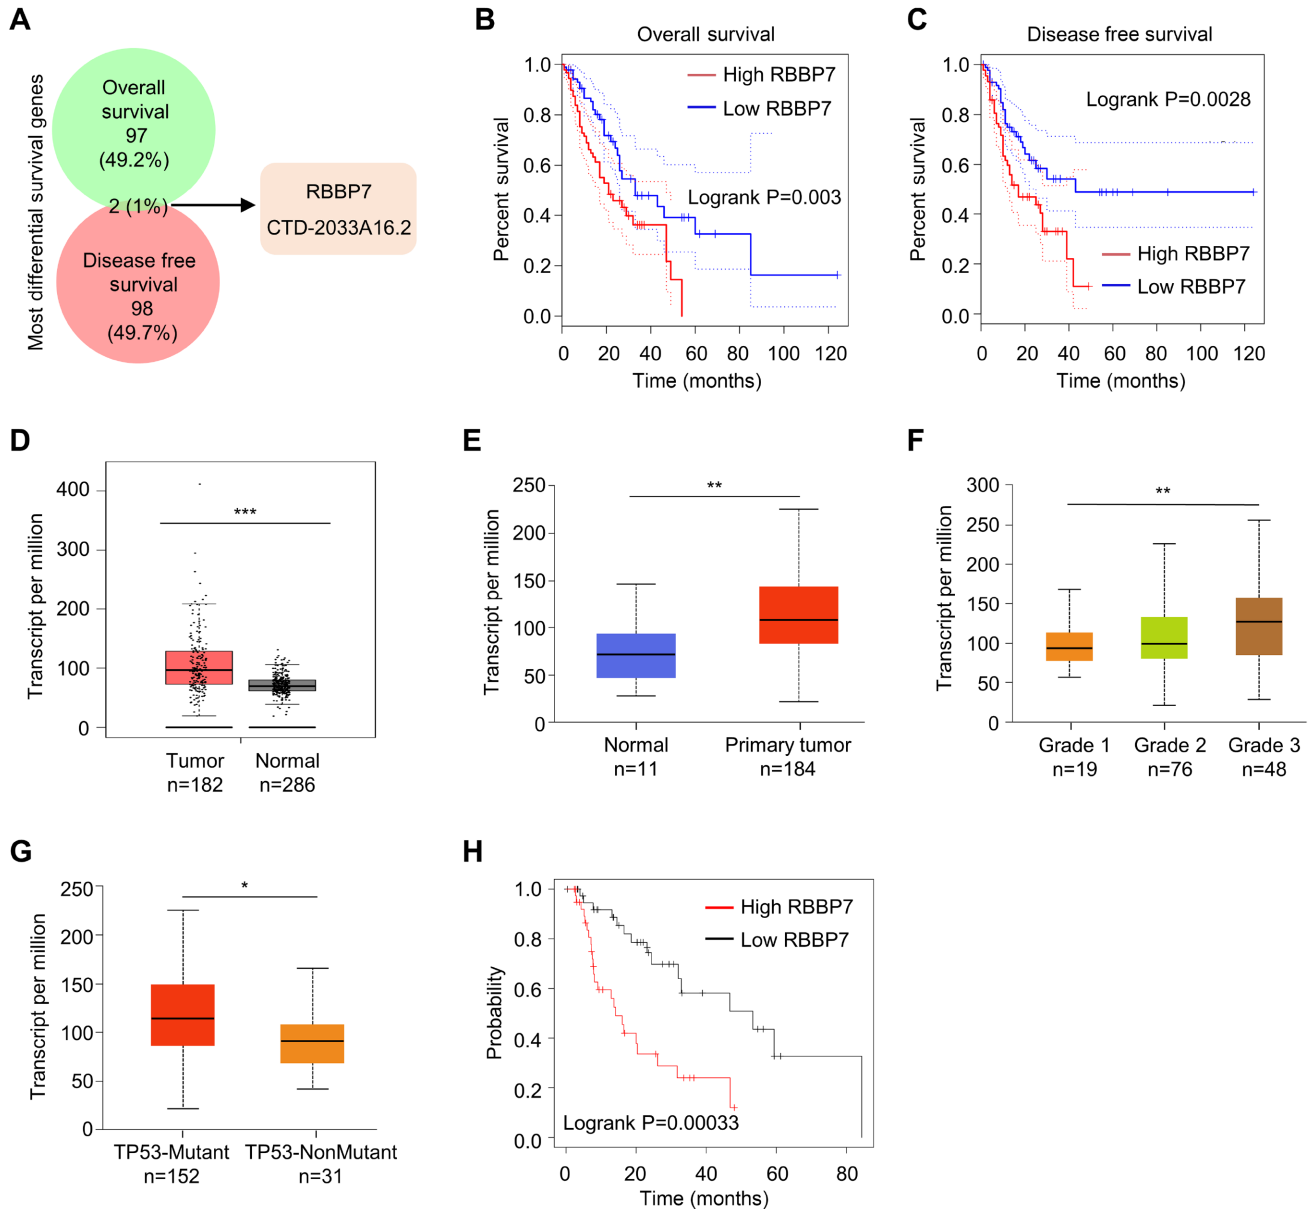 A
Most differential survival genes
Overall
survival
97
(49.2%)
2 (1%)
Disease free
survival
98
(49.7%)
RBBP7
CTD-2033A16.2
B
Overall survival
Percent survival
1.0
0.8
0.6
0.4
0.2
0.0
High RBBP7
Low RBBP7
Logrank P=0.003
0 20 40 60 80 100 120
Time (months)
C
Disease free survival
Percent survival
1.0
0.8
0.6
0.4
0.2
0.0
Logrank P=0.0028
High RBBP7
Low RBBP7
0 20 40 60 80 100 120
Time (months)
D
Transcript per million
400
300
200
100
0
***
Tumor Normal
n=182 n=286
E
Transcript per million
250
200
150
100
50
0
**
Normal Primary tumor
n=11 n=184
F
Transcript per million
300
250
200
150
100
50
0
**
Grade 1 Grade 2 Grade 3
n=19 n=76 n=48
G
Transcript per million
250
200
150
100
50
0
*
TP53-Mutant TP53-NonMutant
n=152 n=31
H
Probability
1.0
0.8
0.6
0.4
0.2
0.0
High RBBP7
Low RBBP7
Logrank P=0.00033
0 20 40 60 80
Time (months)